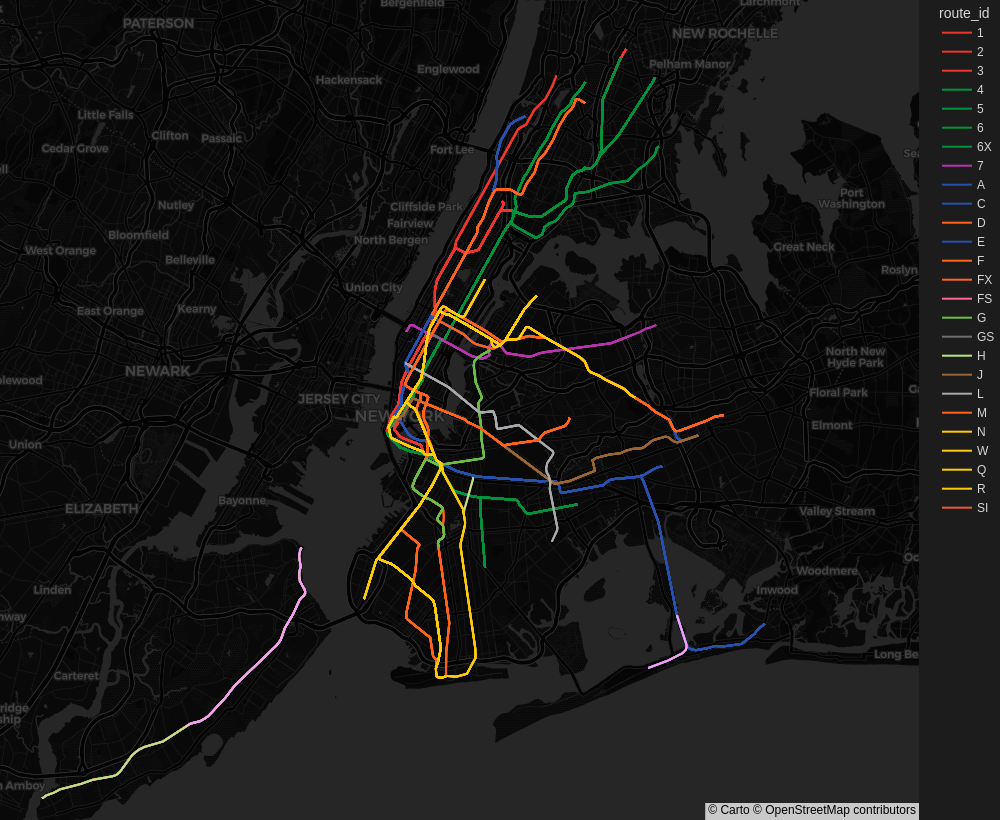 Bergenfield
Larchmont
PATERSON
NEW ROCHELLE
Englewood
Pelham Manor
Hackensack
Little Falls
Clifton
Passaic
Cedar Grove
Fort Lee
Port
Washington
Nutley
Cliffside Park
Fairview
Bloomfield
North Bergen
Great Neck
West Orange
Belleville
Roslyn
Union City
East Orange
Kearny
North New
Hyde Park
NEWARK
JERSEY CITY
Floral Park
NEW YORK
Elmont
Union
Bayonne
ELIZABETH
Valley Stream
Woodmere
Linden
Inwood
Long Be
Carteret
Amboy
route_id
1
2
3
4
5
6
6X
7
A
C
D
E
F
FX
FS
G
GS
H
J
L
M
N
W
Q
R
SI
© Carto © OpenStreetMap contributors